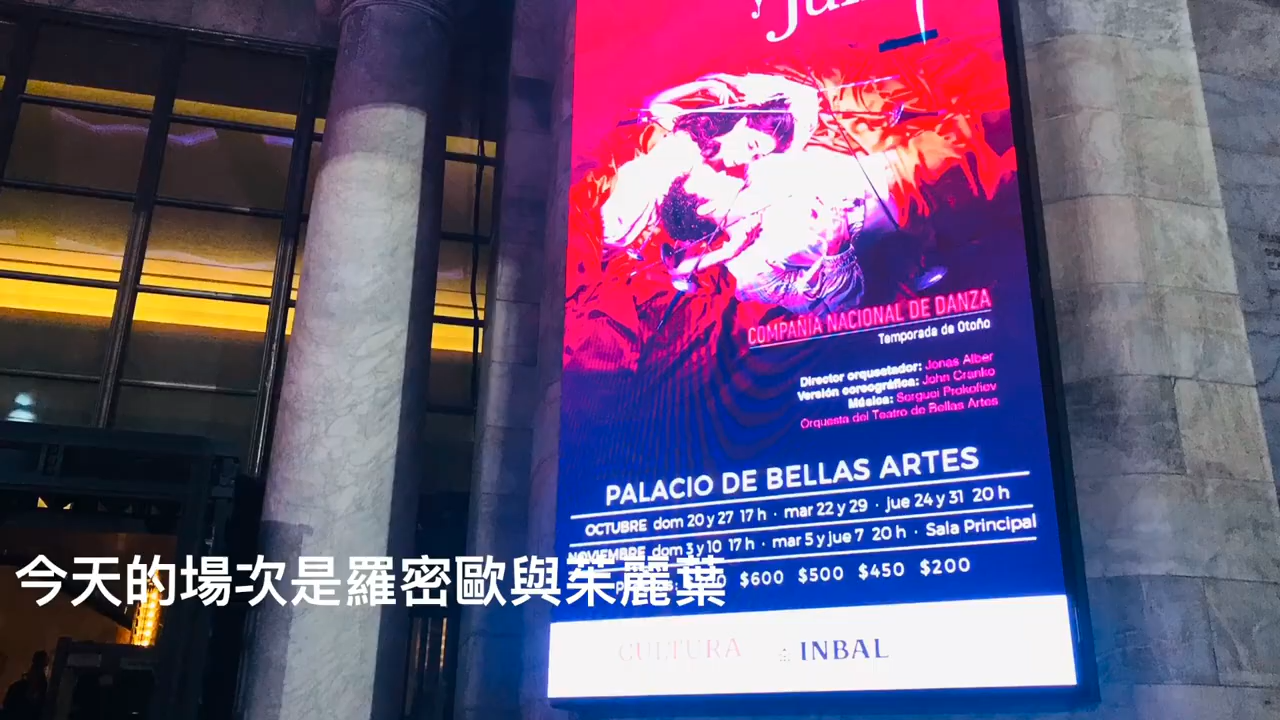 COMPAÑÍA NACIONAL DE DANZA
Temporada de Otoño
Director orquestador: Jonas Alber
Versión coreográfica: John Cranko
Música: Serguei Prokofiev
Orquesta del Teatro de Bellas Artes
PALACIO DE BELLAS ARTES
OCTUBRE dom 20 y 27 17 h · mar 22 y 29 · jue 24 y 31 20 h
NOVIEMBRE dom 3 y 10 17 h · mar 5 y jue 7 20 h · Sala Principal
$600 $500 $450 $200
今天的場次是羅密歐與茱麗葉
CULTURA INBAL